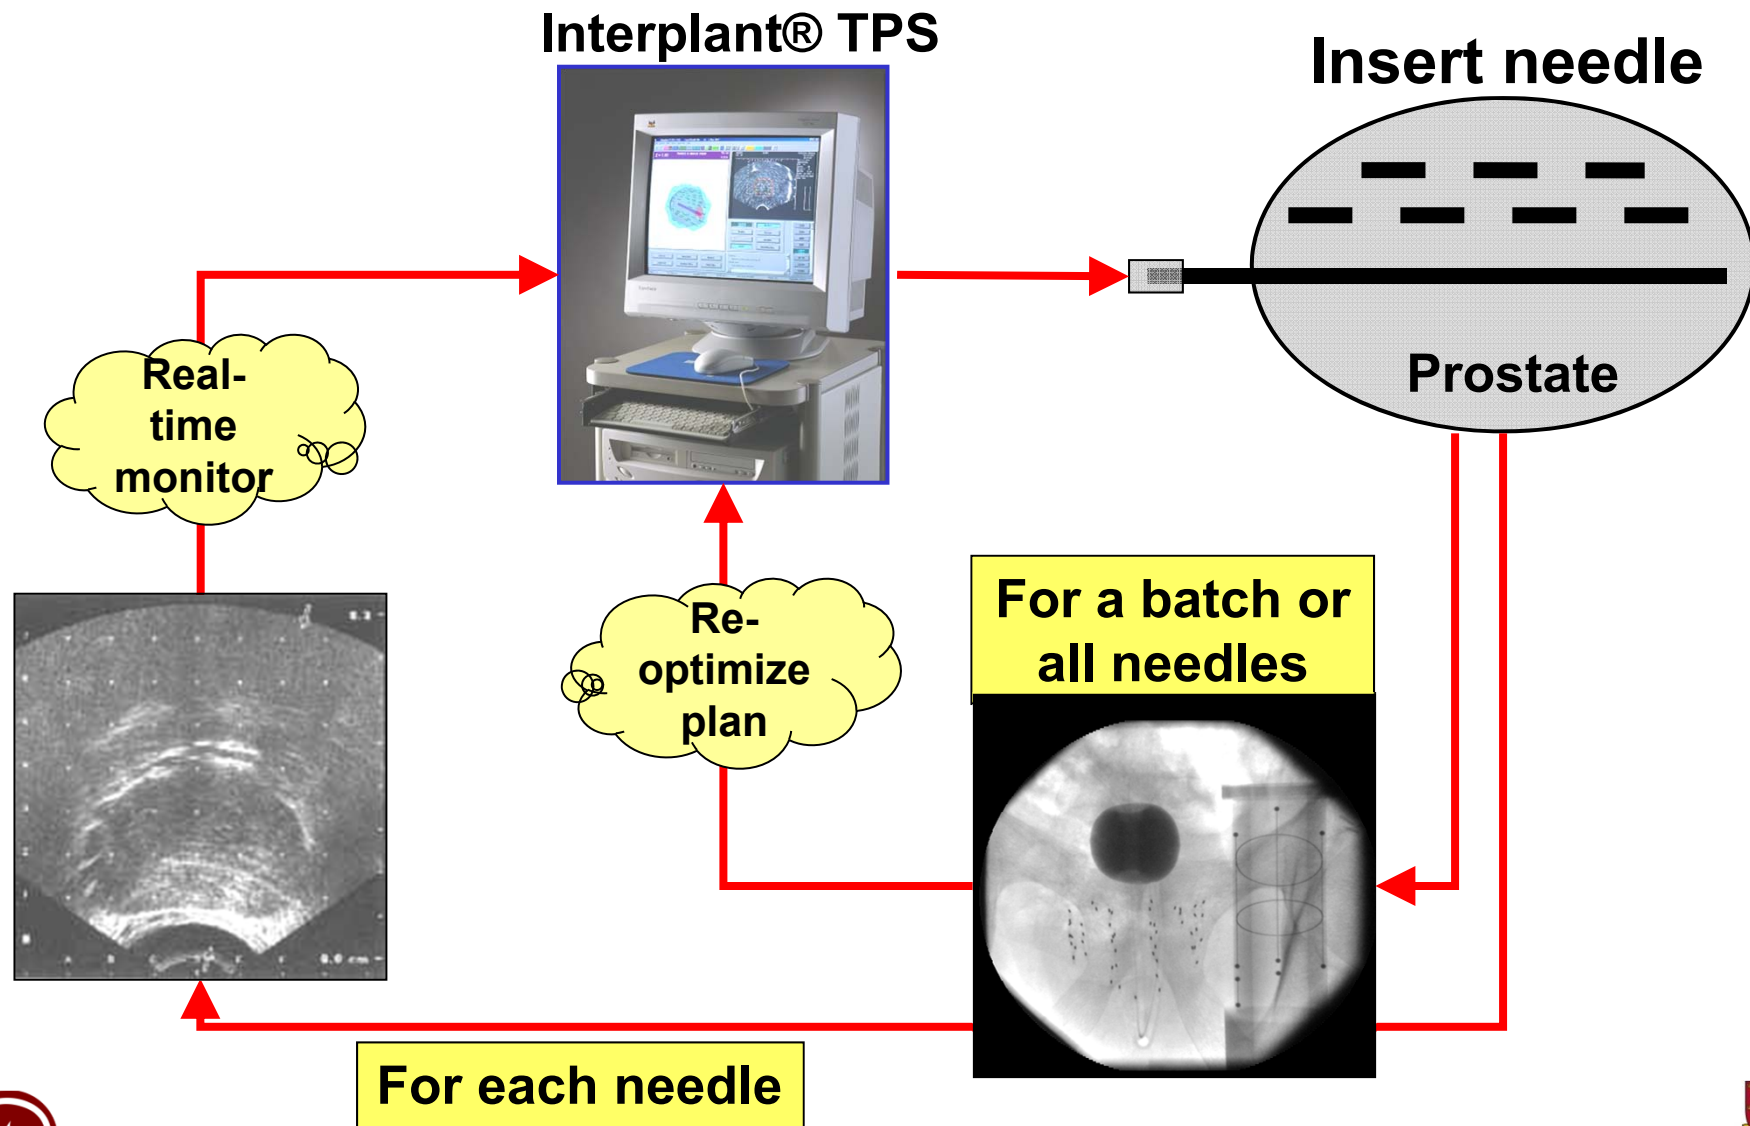 Interplant® TPS
Insert needle
Prostate
Real-
time
monitor
Re-
optimize
plan
For a batch or
all needles
For each needle